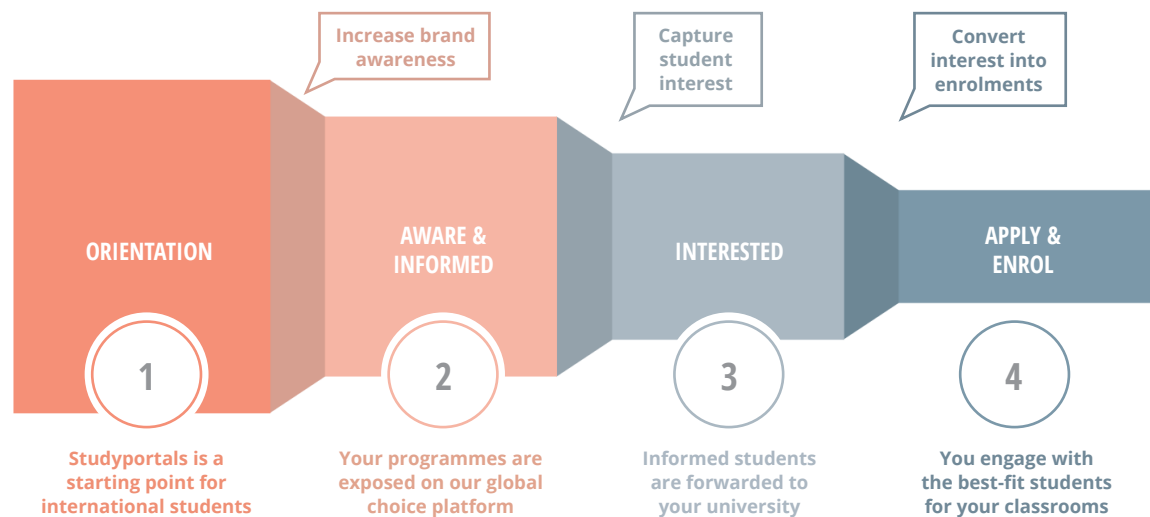 Increase brand
awareness
Capture
student
interest
Convert
interest into
enrolments
ORIENTATION
AWARE &
INFORMED
INTERESTED
APPLY &
ENROL
1
2
3
4
Studyportals is a
starting point for
international students
Your programmes are
exposed on our global
choice platform
Informed students
are forwarded to
your university
You engage with
the best-fit students
for your classrooms